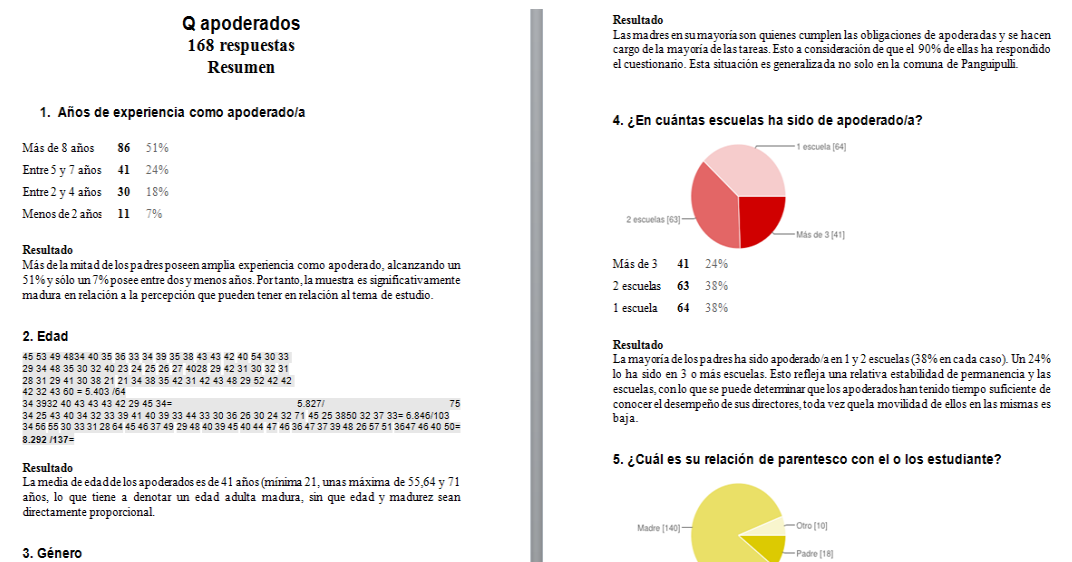 Q apoderados
168 respuestas
Resumen
1. Años de experiencia como apoderado/a
Más de 8 años 86 51%
Entre 5 y 7 años 41 24%
Entre 2 y 4 años 30 18%
Menos de 2 años 11 7%
Resultado
Más de la mitad de los padres poseen amplia experiencia como apoderado, alcanzando un
51% y sólo un 7% posee entre dos y menos años. Por tanto, la muestra es significativamente
madura en relación a la percepción que pueden tener en relación al tema de estudio.
2. Edad
45 53 49 4834 40 35 36 33 34 39 35 38 43 43 42 40 54 30 33
29 34 48 35 30 32 40 23 24 25 26 27 4028 29 42 31 30 32 31
28 31 29 41 30 38 21 21 34 38 35 42 31 42 43 48 29 52 42 42
42 32 43 60 = 5.403 /64
34 3932 40 43 43 43 42 29 45 34= 5.827/ 75
34 25 43 40 34 32 33 39 41 40 39 33 44 33 30 36 26 30 24 32 71 45 25 3850 32 37 33= 6.846/103
34 56 55 30 33 31 28 64 45 46 37 49 29 48 40 39 45 40 44 47 46 36 47 37 39 48 26 57 51 3647 46 40 50=
8.292 /137=
Resultado
La media de edad de los apoderados es de 41 años (mínima 21, unas máxima de 55,64 y 71
años, lo que tiene a denotar un edad adulta madura, sin que edad y madurez sean
directamente proporcional.
3. Género
Resultado
Las madres en su mayoría son quienes cumplen las obligaciones de apoderadas y se hacen
cargo de la mayoría de las tareas. Esto a consideración de que el 90% de ellas ha respondido
el cuestionario. Esta situación es generalizada no solo en la comuna de Panguipulli.
4. ¿En cuántas escuelas ha sido de apoderado/a?
1 escuela [64]
2 escuelas [63]
Más de 3 [41]
Más de 3 41 24%
2 escuelas 63 38%
1 escuela 64 38%
Resultado
La mayoría de los padres ha sido apoderado/a en 1 y 2 escuelas (38% en cada caso). Un 24%
lo ha sido en 3 o más escuelas. Esto refleja una relativa estabilidad de permanencia y las
escuelas, con lo que se puede determinar que los apoderados han tenido tiempo suficiente de
conocer el desempeño de sus directores, toda vez que la movilidad de ellos en las mismas es
baja.
5. ¿Cuál es su relación de parentesco con el o los estudiante?
Madre [140]
Otro [10]
Padre [18]